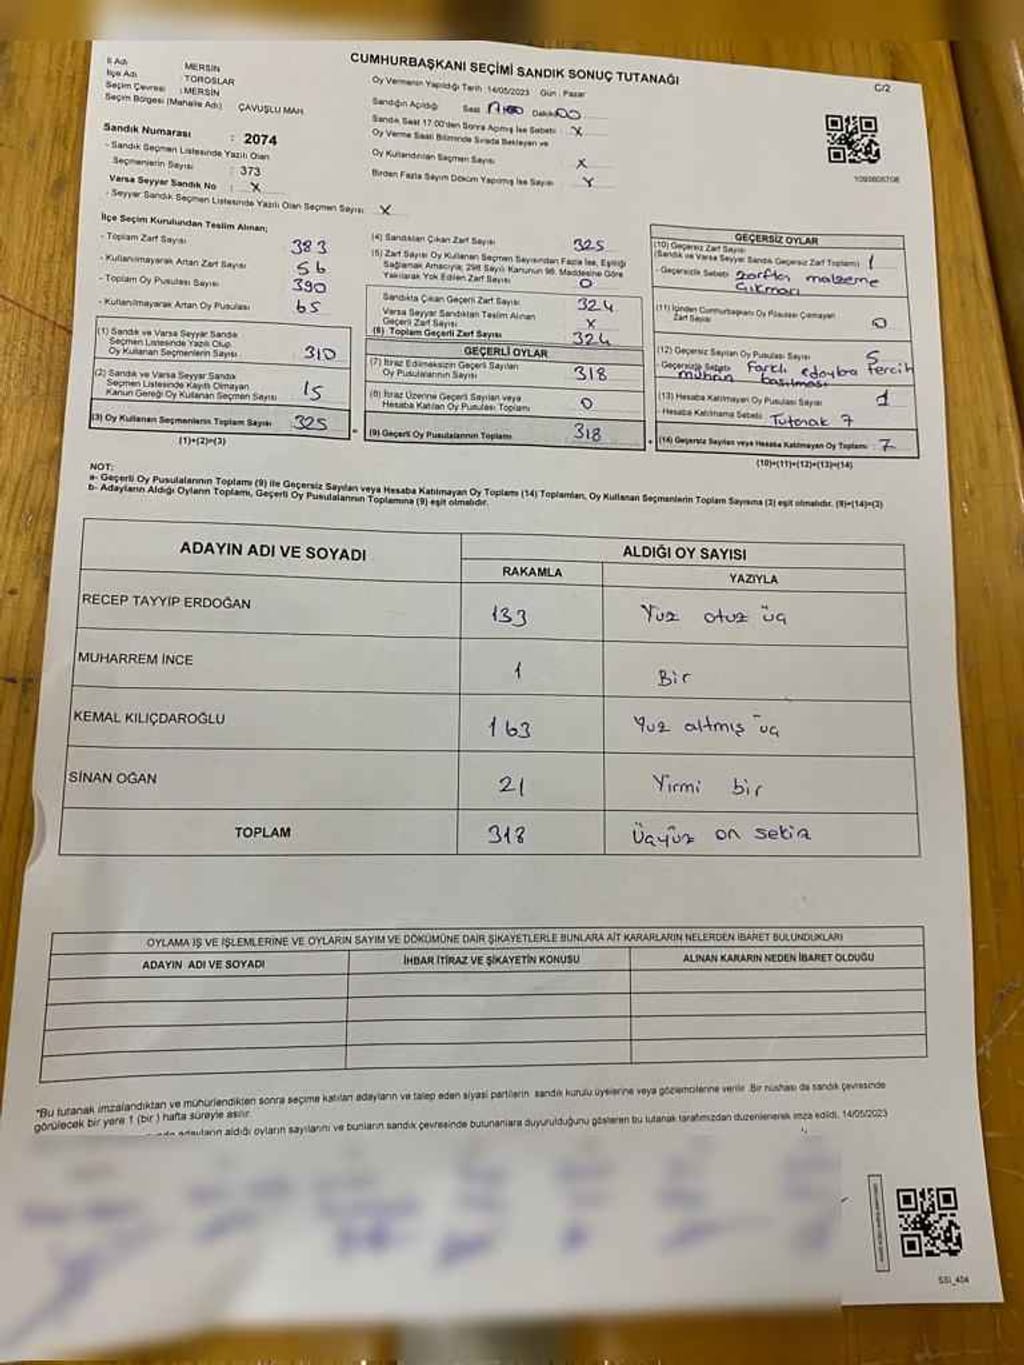 CUMHURBAŞKANI SEÇİMİ SANDIK SONUÇ TUTANAĞI
C/2
İl Adı MERSİN
İlçe Adı TOROSLAR
Seçim Çevresi : MERSİN
Seçim Bölgesi (Mahalle Adı) ÇAVUŞLU MAH.
Sandık Numarası : 2074
- Sandık Seçmen Listesinde Yazılı Olan
Seçmenlerin Sayısı : 373
Varsa Seyyar Sandık No : X
- Seyyar Sandık Seçmen Listesinde Yazılı Olan Seçmen Sayısı X
Oy Vermenin Yapıldığı Tarih : 14/05/2023 Gün : Pazar
Sandığın Açıldığı Saat Dakika 00
Sandık Saat 17.00'den Sonra Açılmış İse Sebebi : X
Oy Verme Saati Bitiminde Sırada Bekleyen ve
Oy Kullandırılan Seçmen Sayısı X
Birden Fazla Sayım Döküm Yapılmış İse Sayısı X
1093606708
İlçe Seçim Kurulundan Teslim Alınan;
- Toplam Zarf Sayısı 383
- Kullanılmayarak Artan Zarf Sayısı 56
- Toplam Oy Pusulası Sayısı 390
- Kullanılmayarak Artan Oy Pusulası 65
(1) Sandık ve Varsa Seyyar Sandık
Seçmen Listesinde Yazılı Olup
Oy Kullanan Seçmenlerin Sayısı 310
(2) Sandık ve Varsa Seyyar Sandık
Seçmen Listesinde Kayıtlı Olmayan
Kanun Gereği Oy Kullanan Seçmen Sayısı 15
(3) Oy Kullanan Seçmenlerin Toplam Sayısı 325
(1)+(2)=(3)
(4) Sandıktan Çıkan Zarf Sayısı 325
(5) Zarf Sayısı Oy Kullanan Seçmen Sayısından Fazla İse, Eşitliği
Sağlamak Amacıyla; 298 Sayılı Kanunun 98. Maddesine Göre
Yakılarak Yok Edilen Zarf Sayısı 0
Sandıkta Çıkan Geçerli Zarf Sayısı 324
Varsa Seyyar Sandıktan Teslim Alınan
Geçerli Zarf Sayısı X
(6) Toplam Geçerli Zarf Sayısı 324
GEÇERLİ OYLAR
(7) İtiraz Edilmeksizin Geçerli Sayılan
Oy Pusulalarının Sayısı 318
(8) İtiraz Üzerine Geçerli Sayılan veya
Hesaba Katılan Oy Pusulaları Toplamı 0
(9) Geçerli Oy Pusulalarının Toplamı 318
GEÇERSİZ OYLAR
(10) Geçersiz Zarf Sayısı
(Sandık ve Varsa Seyyar Sandık Geçersiz Zarf Toplamı) 1
- Geçersizlik Sebebi zarftan malzeme
çıkması
(11) İçinden Cumhurbaşkanı Oy Pusulası Çıkmayan
Zarf Sayısı 0
(12) Geçersiz Sayılan Oy Pusulası Sayısı 5
- Geçersizlik Sebebi Farklı adaylara tercih
mührün basılması
(13) Hesaba Katılmayan Oy Pusulası Sayısı 1
- Hesaba Katılmama Sebebi Tutanak 7
(14) Geçersiz Sayılan veya Hesaba Katılmayan Oy Toplamı : 7
(10)+(11)+(12)+(13)=(14)
NOT:
a- Geçerli Oy Pusulalarının Toplamı (9) ile Geçersiz Sayılan veya Hesaba Katılmayan Oy Toplamı (14) Toplamları, Oy Kullanan Seçmenlerin Toplam Sayısına (3) eşit olmalıdır. (9)+(14)=(3)
b- Adayların Aldığı Oyların Toplamı, Geçerli Oy Pusulalarının Toplamına (9) eşit olmalıdır.
ADAYIN ADI VE SOYADI ALDIĞI OY SAYISI
RAKAMLA YAZIYLA
RECEP TAYYİP ERDOĞAN 133 Yüz otuz üç
MUHARREM İNCE 1 Bir
KEMAL KILIÇDAROĞLU 163 Yüz altmış üç
SİNAN OĞAN 21 Yirmi bir
TOPLAM 318 Üçyüz on sekiz
OYLAMA İŞ VE İŞLEMLERİNE VE OYLARIN SAYIM VE DÖKÜMÜNE DAİR ŞİKAYETLERLE BUNLARA AİT KARARLARIN NELERDEN İBARET BULUNDUKLARI
ADAYIN ADI VE SOYADI İHBAR İTİRAZ VE ŞİKAYETİN KONUSU ALINAN KARARIN NEDEN İBARET OLDUĞU
*Bu tutanak imzalandıktan ve mühürlendikten sonra seçime katılan adayların ve talep eden siyasi partilerin sandık kurulu üyelerine veya gözlemcilerine verilir. Bir nüshası da sandık çevresinde
görülecek bir yere 1 (bir) hafta süreyle asılır.
adayların aldığı oyların sayılarını ve bunların sandık çevresinde bulunanlara duyurulduğunu gösteren bu tutanak tarafımızdan düzenlenerek imza edildi. 14/05/2023
SSI_404